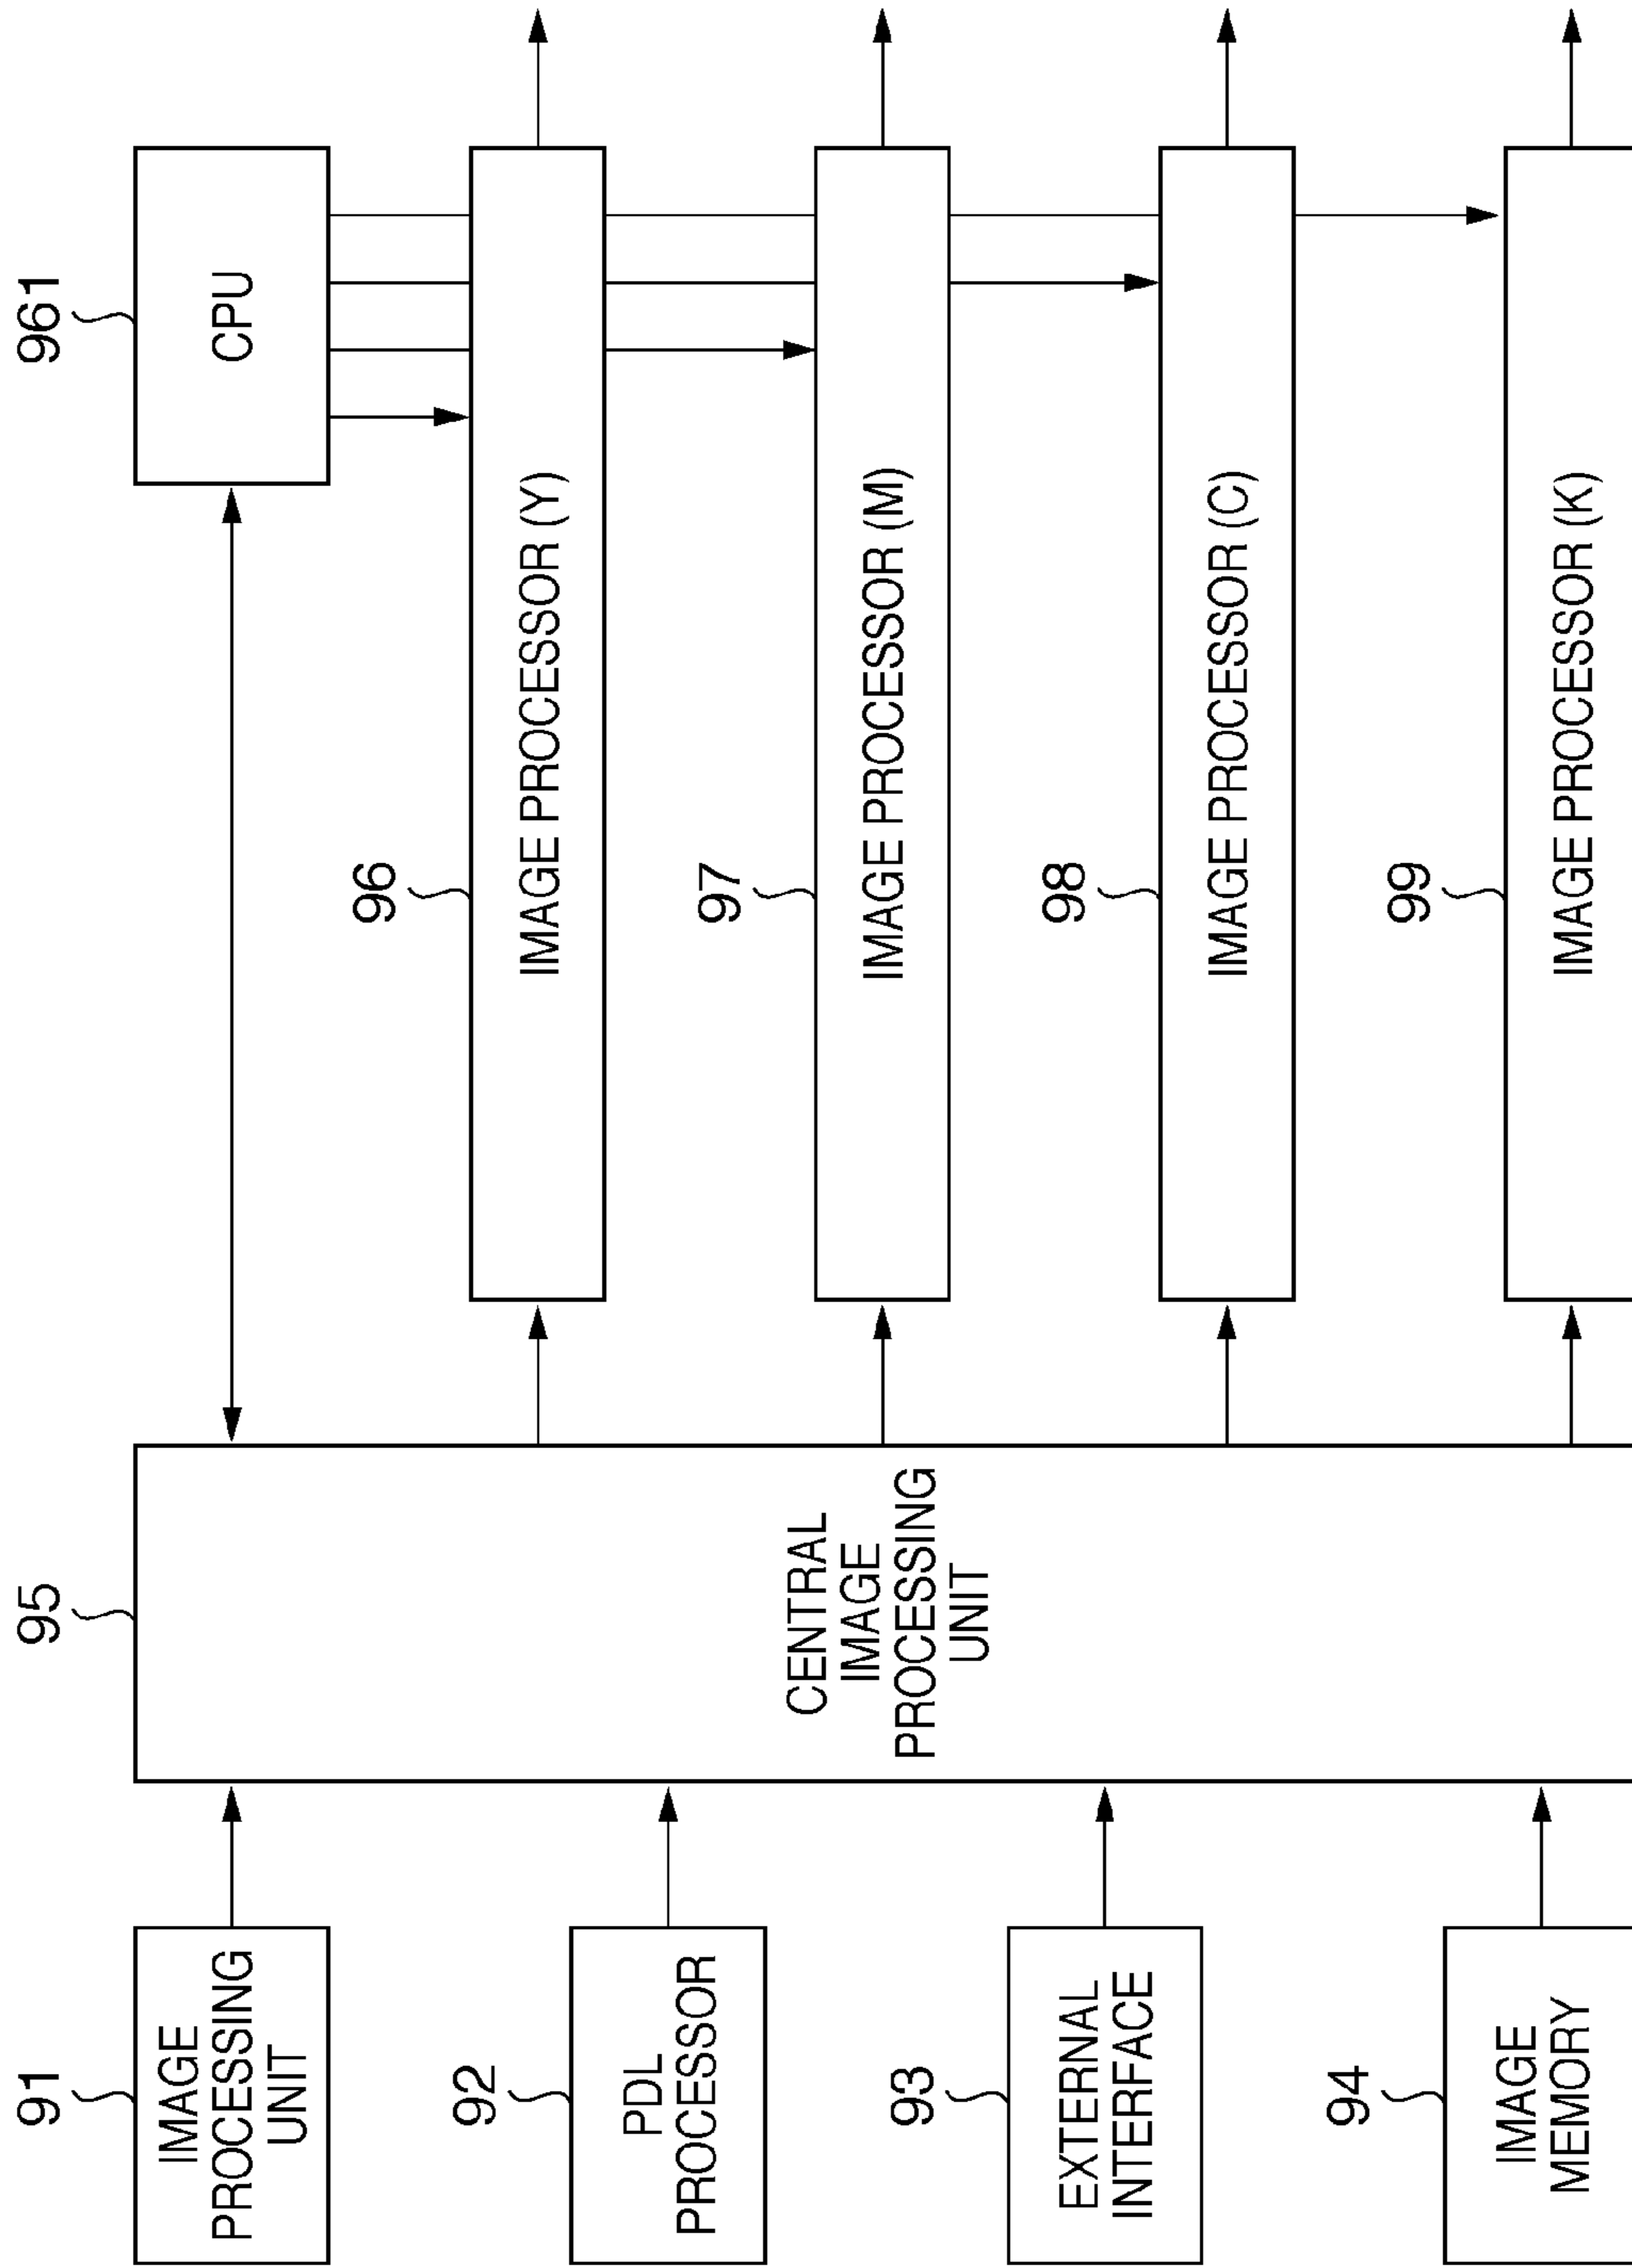 91
IMAGE
PROCESSING
UNIT
92
PDL
PROCESSOR
93
EXTERNAL
INTERFACE
94
IMAGE
MEMORY
95
CENTRAL
IMAGE
PROCESSING
UNIT
961
CPU
96
IMAGE PROCESSOR (Y)
97
IMAGE PROCESSOR (M)
98
IMAGE PROCESSOR (C)
99
IMAGE PROCESSOR (K)